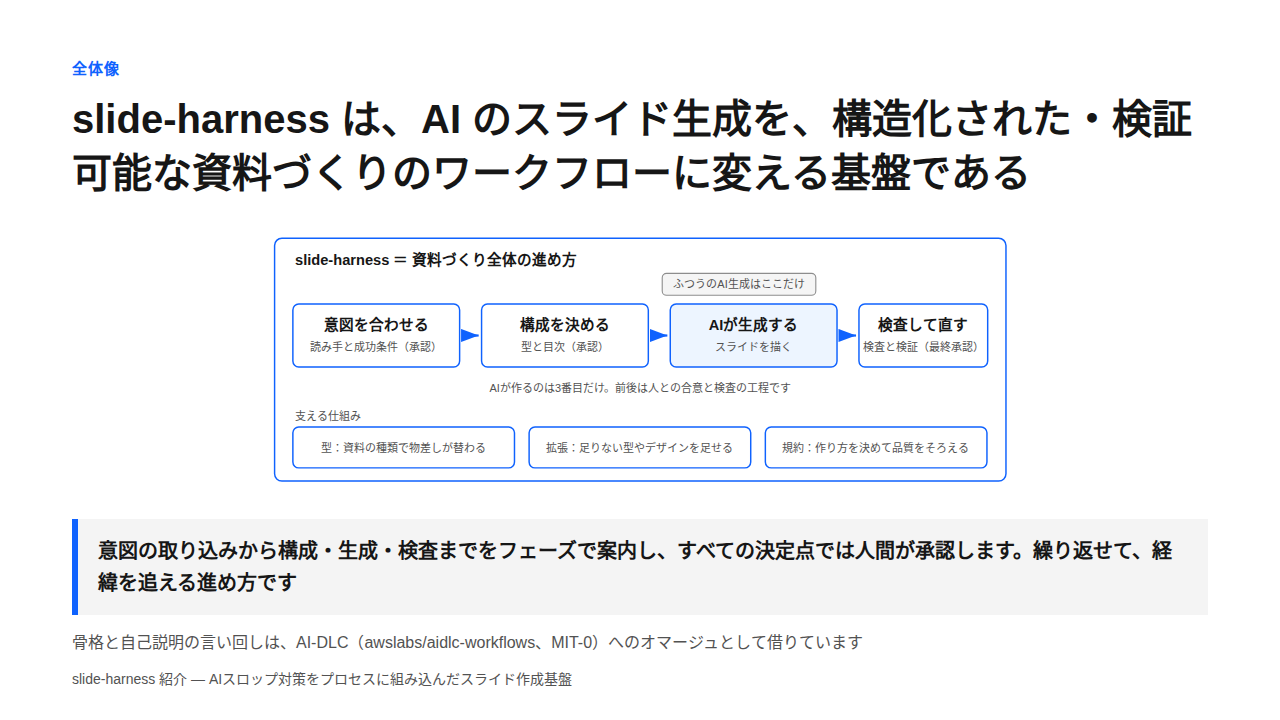 全体像
slide-harness は、AI のスライド生成を、構造化された・検証
可能な資料づくりのワークフローに変える基盤である
slide-harness ＝ 資料づくり全体の進め方
ふつうのAI生成はここだけ
意図を合わせる
読み手と成功条件（承認）
構成を決める
型と目次（承認）
AIが生成する
スライドを描く
検査して直す
検査と検証（最終承認）
AIが作るのは3番目だけ。前後は人との合意と検査の工程です
支える仕組み
型：資料の種類で物差しが替わる
拡張：足りない型やデザインを足せる
規約：作り方を決めて品質をそろえる
意図の取り込みから構成・生成・検査までをフェーズで案内し、すべての決定点では人間が承認します。繰り返せて、経
緯を追える進め方です
骨格と自己説明の言い回しは、AI-DLC（awslabs/aidlc-workflows、MIT-0）へのオマージュとして借りています
slide-harness 紹介 — AIスロップ対策をプロセスに組み込んだスライド作成基盤